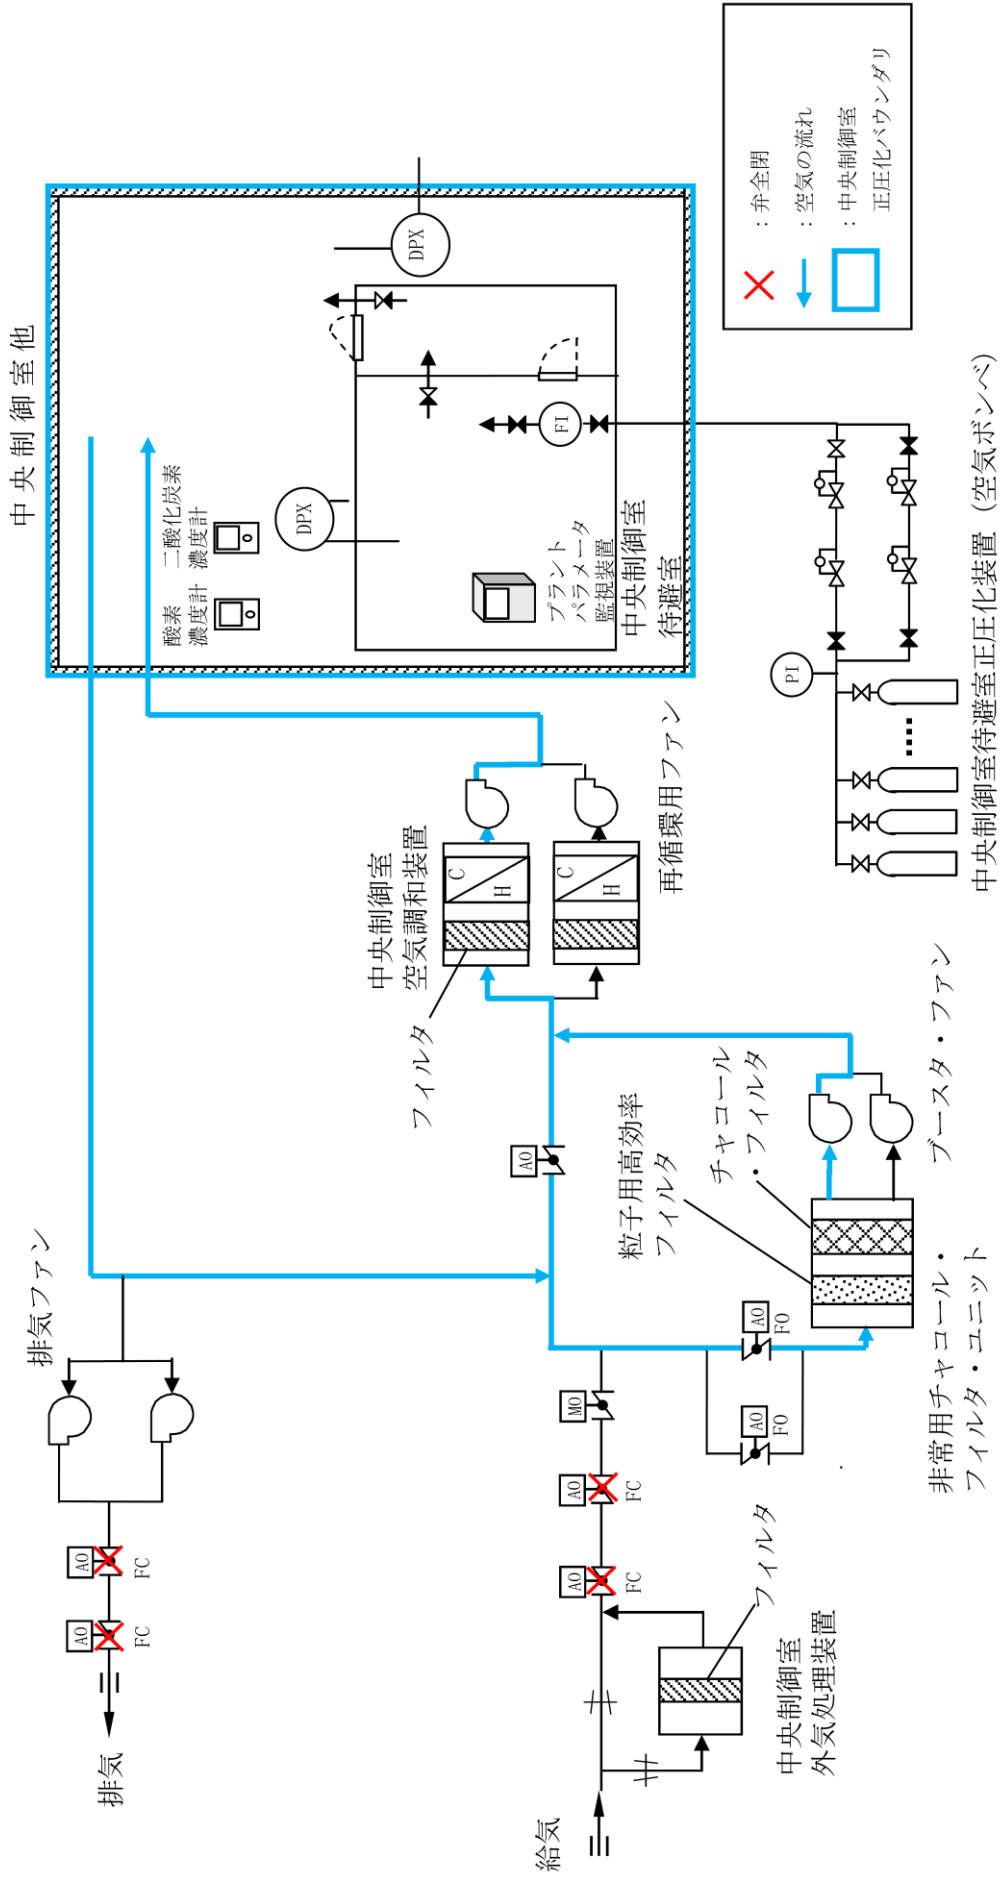 排気
AO
FC
AO
FC
排気ファン
中央制御室他
酸素
濃度計
二酸化炭素
濃度計
DPX
DPX
FI
プラント
パラメータ
監視装置
中央制御室
待避室
：弁全閉
：空気の流れ
：中央制御室
正圧化バウンダリ
中央制御室
空気調和装置
フィルタ
C
H
C
H
再循環用ファン
AO
給気
中央制御室
外気処理装置
フィルタ
AO
FC
AO
FC
MO
AO
FO
AO
FO
粒子用高効率
フィルタ
チャコール
・フィルタ
非常用チャコール・
フィルタ・ユニット
ブースタ・ファン
PI
中央制御室待避室正圧化装置（空気ボンベ）